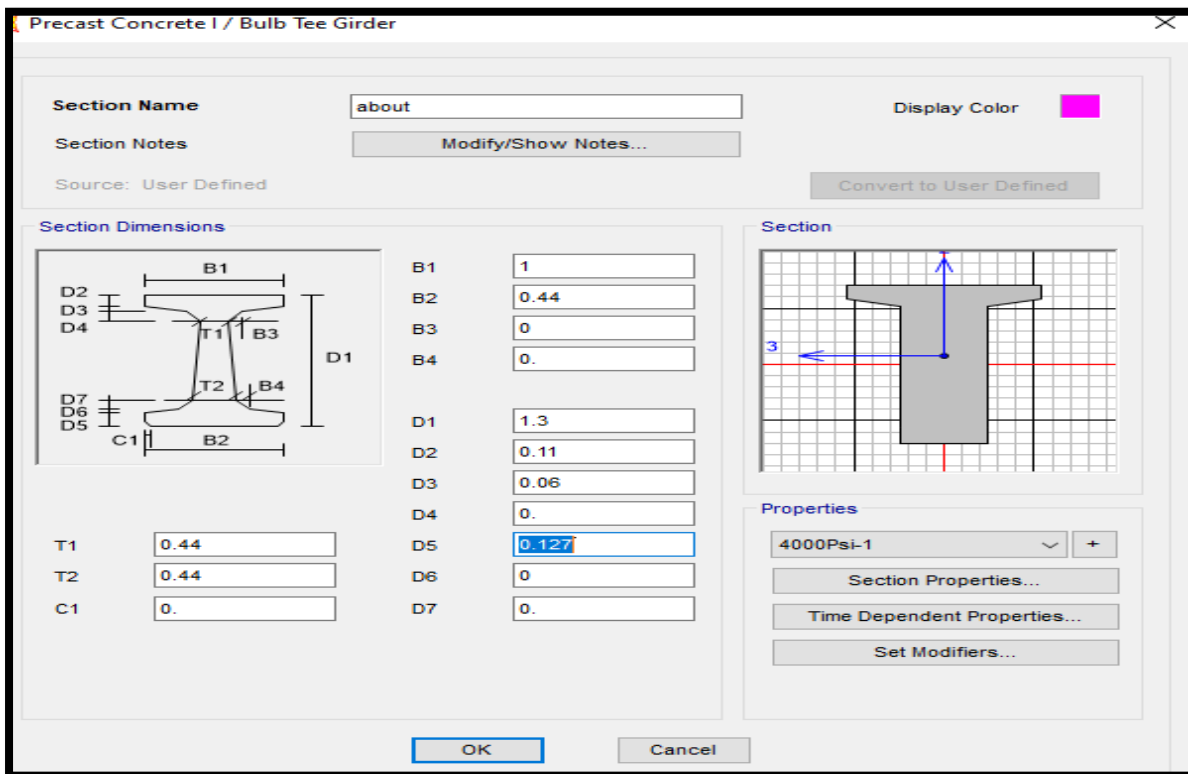 Precast Concrete I / Bulb Tee Girder
Section Name about Display Color
Section Notes Modify/Show Notes...
Source: User Defined Convert to User Defined
Section Dimensions
B1
D2
D3
D4
T1 B3
D1
T2 B4
D7
D6
D5
C1 B2
B1 1
B2 0.44
B3 0
B4 0.
D1 1.3
D2 0.11
D3 0.06
D4 0.
D5 0.127
D6 0
D7 0.
T1 0.44
T2 0.44
C1 0.
Section
3
Properties
4000Psi-1 +
Section Properties...
Time Dependent Properties...
Set Modifiers...
OK Cancel